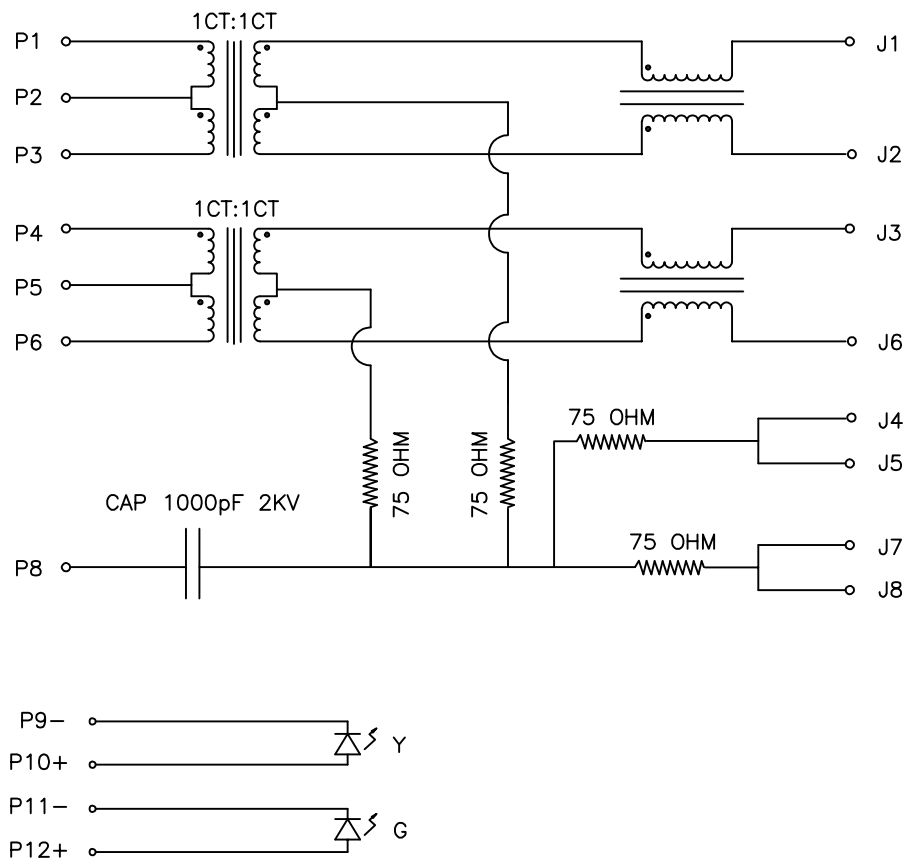 1CT:1CT
P1
J1
P2
P3
J2
1CT:1CT
P4
J3
P5
P6
J6
75 OHM
J4
75 OHM
75 OHM
J5
CAP 1000pF 2KV
75 OHM
J7
P8
J8
P9-
Y
P10+
P11-
G
P12+